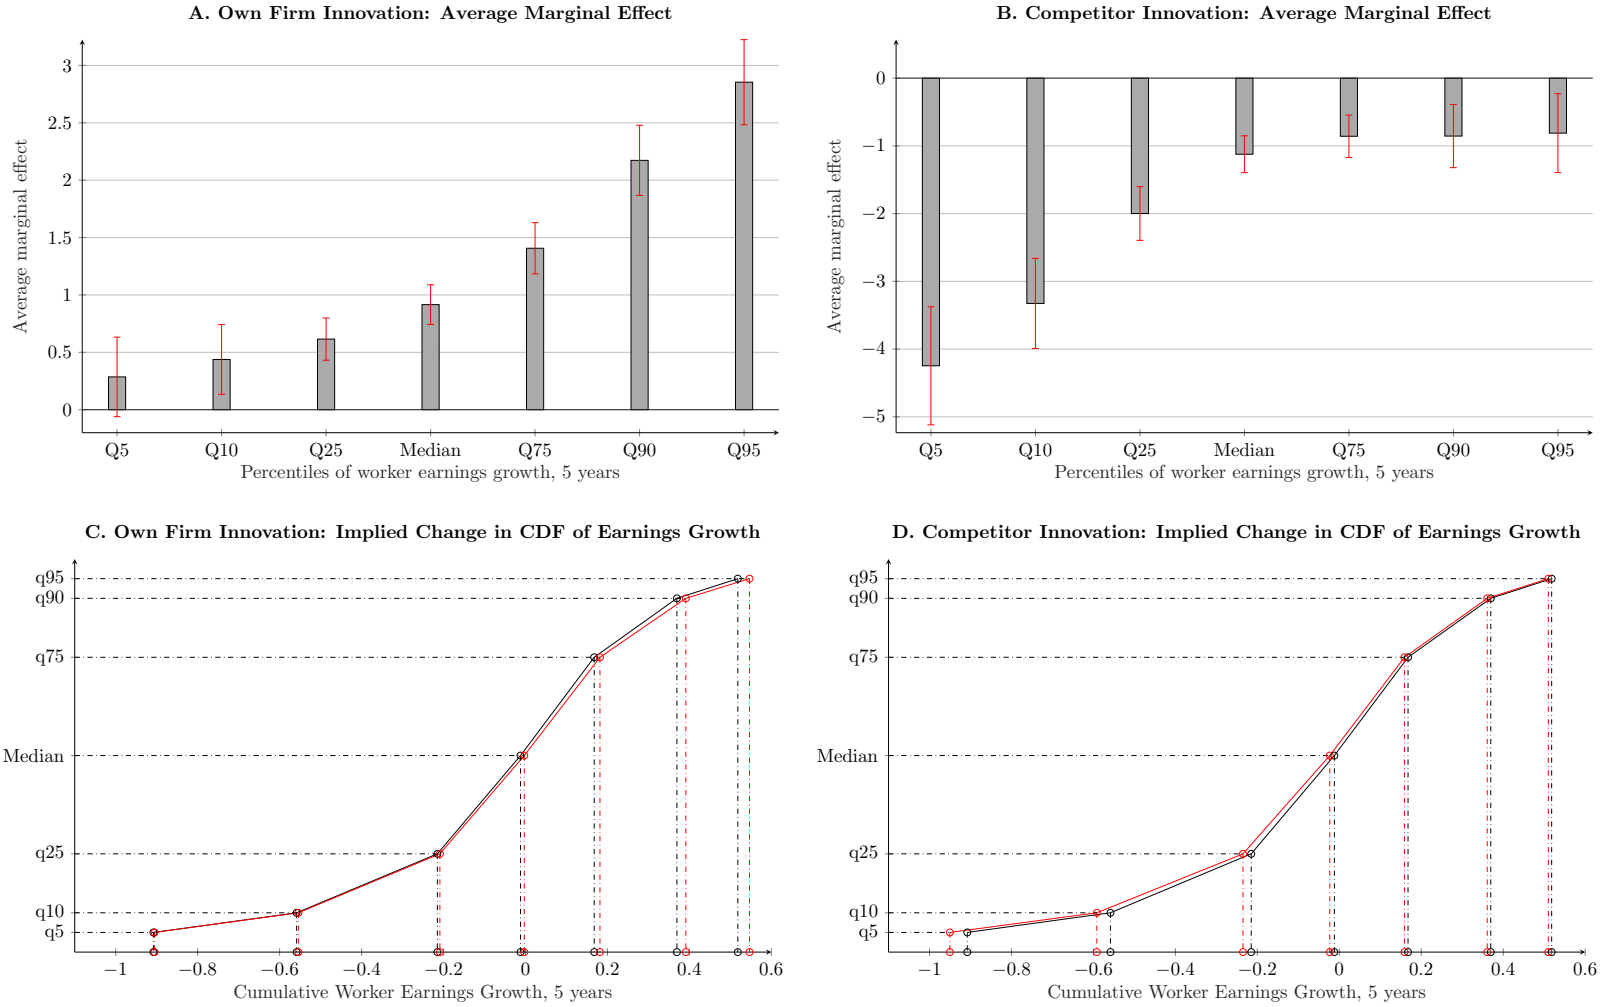 A. Own Firm Innovation: Average Marginal Effect
3
2.5
2
1.5
1
0.5
0
Average marginal effect
Q5 Q10 Q25 Median Q75 Q90 Q95
Percentiles of worker earnings growth, 5 years
B. Competitor Innovation: Average Marginal Effect
0
−1
−2
−3
−4
−5
Average marginal effect
Q5 Q10 Q25 Median Q75 Q90 Q95
Percentiles of worker earnings growth, 5 years
C. Own Firm Innovation: Implied Change in CDF of Earnings Growth
q95
q90
q75
Median
q25
q10
q5
−1 −0.8 −0.6 −0.4 −0.2 0 0.2 0.4 0.6
Cumulative Worker Earnings Growth, 5 years
D. Competitor Innovation: Implied Change in CDF of Earnings Growth
q95
q90
q75
Median
q25
q10
q5
−1 −0.8 −0.6 −0.4 −0.2 0 0.2 0.4 0.6
Cumulative Worker Earnings Growth, 5 years